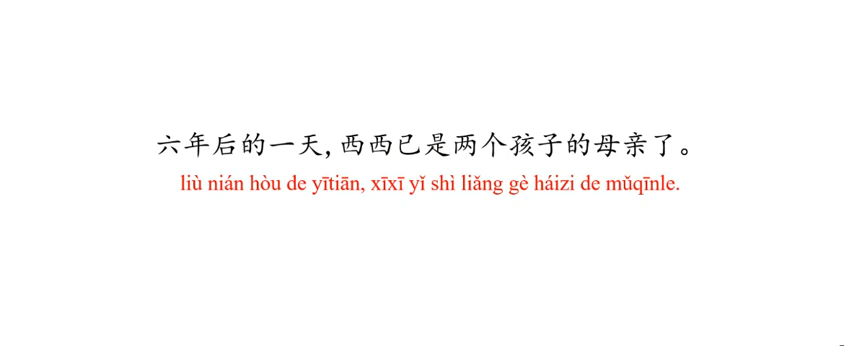 六年后的一天,西西已是两个孩子的母亲了。
liù nián hòu de yītiān, xīxī yǐ shì liǎng gè háizi de mǔqīnle.